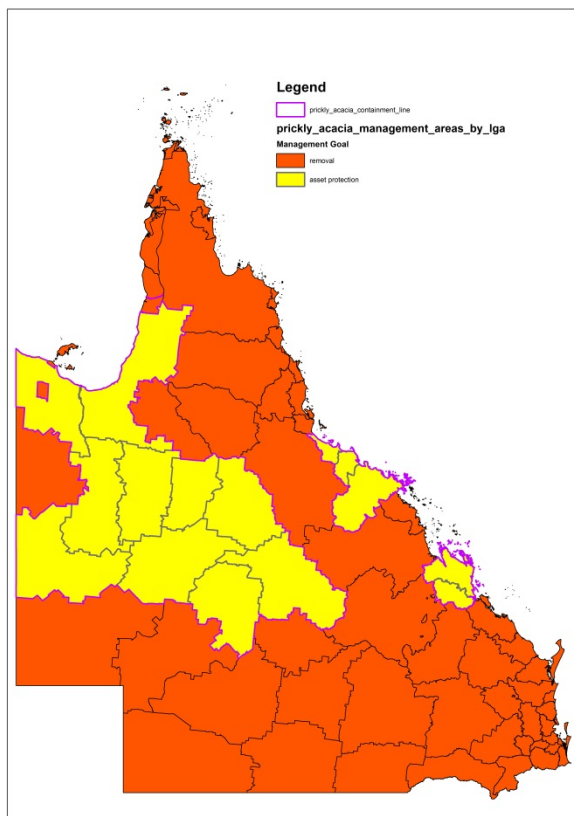 Legend
prickly_acacia_containment_line
prickly_acacia_management_areas_by_lga
Management Goal
removal
asset protection